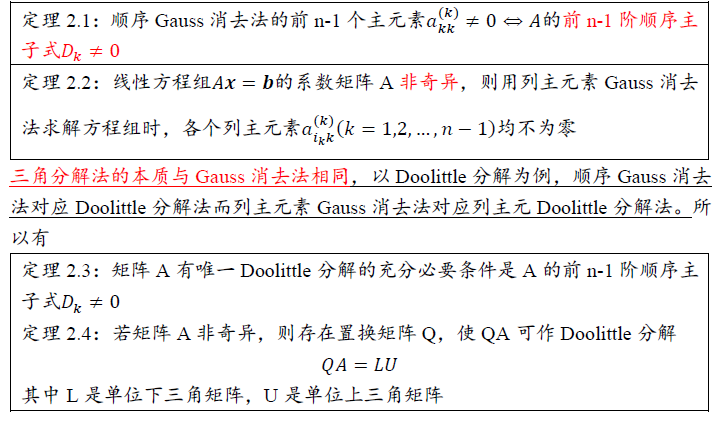 定理 2.1：顺序 Gauss 消去法的前 n-1 个主元素$a_{kk}^{(k)} \neq 0 \Leftrightarrow A$的前 n-1 阶顺序主
子式$D_k \neq 0$
定理 2.2：线性方程组$A\boldsymbol{x} = \boldsymbol{b}$的系数矩阵 A 非奇异，则用列主元素 Gauss 消去
法求解方程组时，各个列主元素$a_{i_k k}^{(k)}(k = 1,2, \dots, n-1)$均不为零
三角分解法的本质与 Gauss 消去法相同，以 Doolittle 分解为例，顺序 Gauss 消去
法对应 Doolittle 分解法而列主元素 Gauss 消去法对应列主元 Doolittle 分解法。所
以有
定理 2.3：矩阵 A 有唯一 Doolittle 分解的充分必要条件是 A 的前 n-1 阶顺序主
子式$D_k \neq 0$
定理 2.4：若矩阵 A 非奇异，则存在置换矩阵 Q，使 QA 可作 Doolittle 分解
$QA = LU$
其中 L 是单位下三角矩阵，U 是单位上三角矩阵